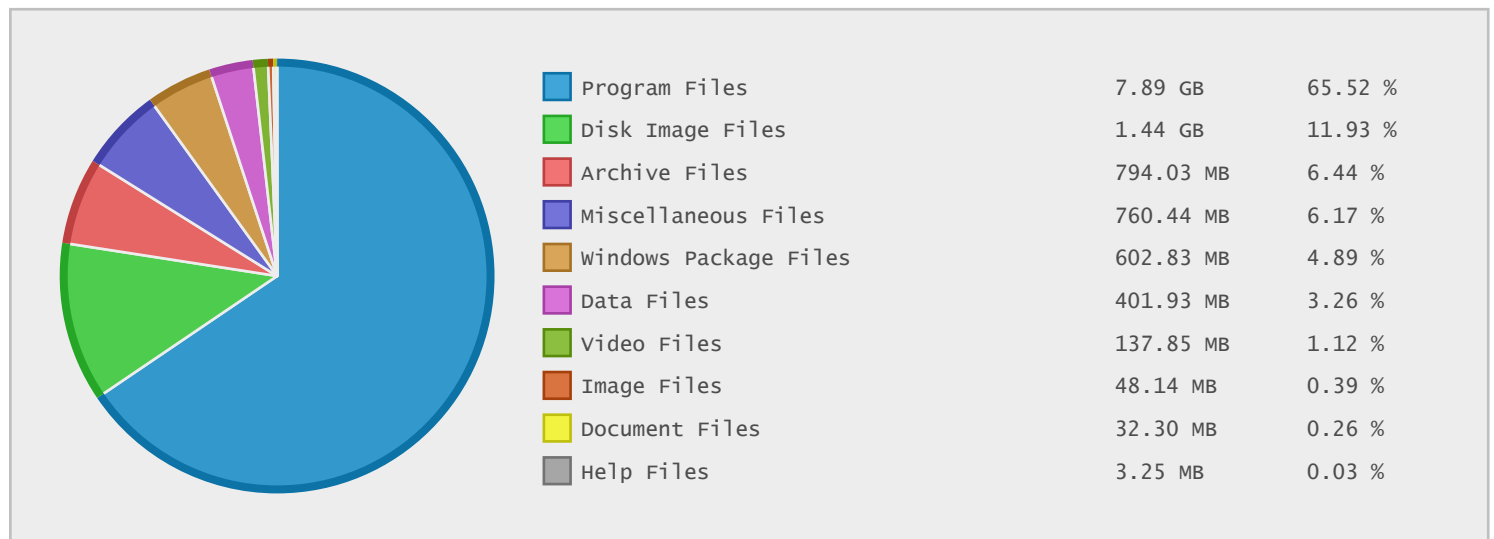 Program Files 7.89 GB 65.52 %
Disk Image Files 1.44 GB 11.93 %
Archive Files 794.03 MB 6.44 %
Miscellaneous Files 760.44 MB 6.17 %
Windows Package Files 602.83 MB 4.89 %
Data Files 401.93 MB 3.26 %
Video Files 137.85 MB 1.12 %
Image Files 48.14 MB 0.39 %
Document Files 32.30 MB 0.26 %
Help Files 3.25 MB 0.03 %